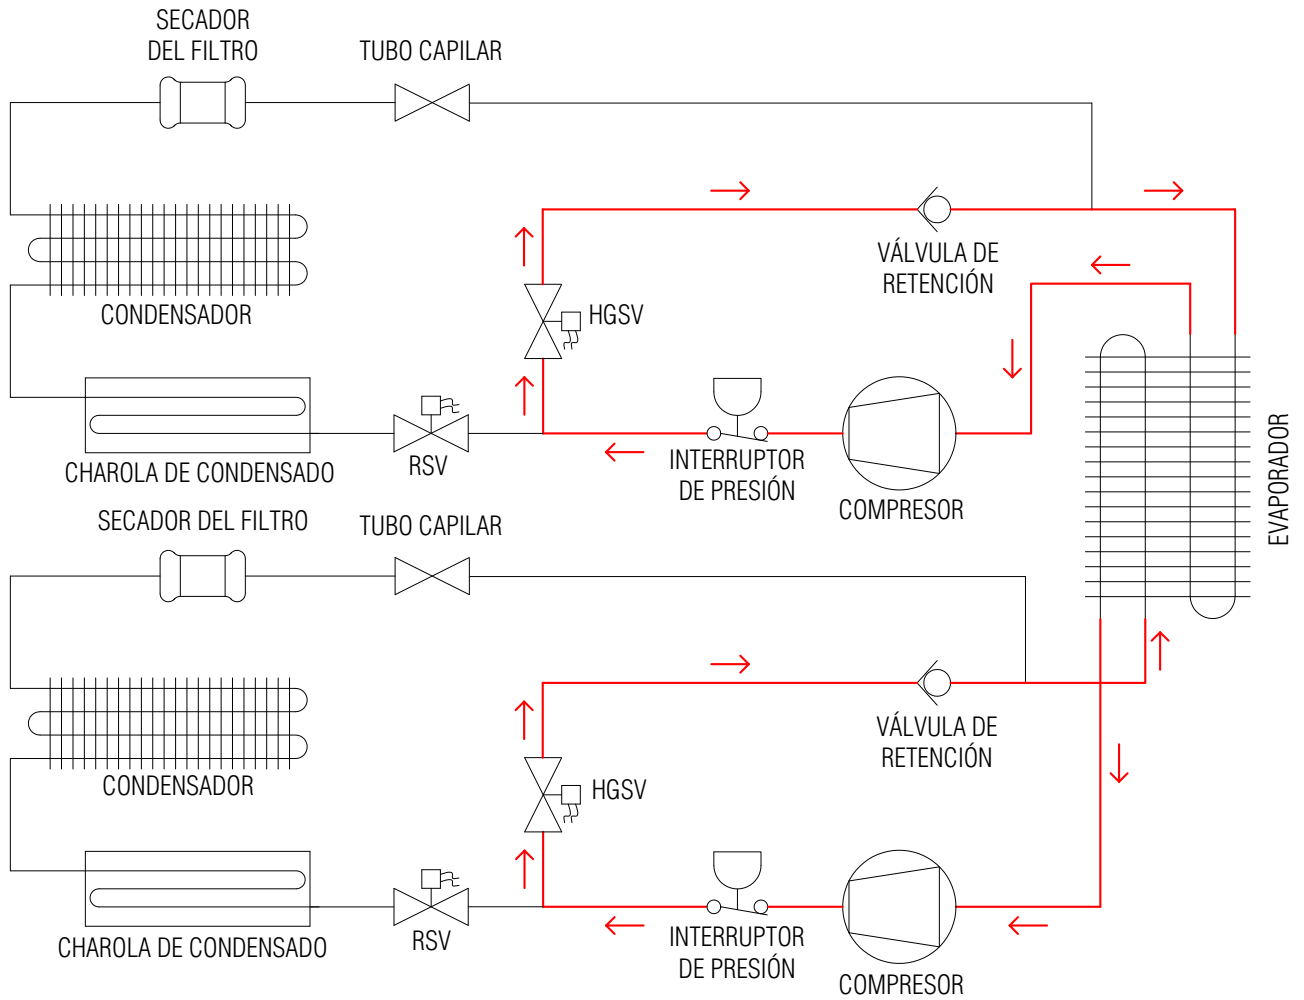 SECADOR
DEL FILTRO
TUBO CAPILAR
VÁLVULA DE
RETENCIÓN
CONDENSADOR
HGSV
CHAROLA DE CONDENSADO
RSV
INTERRUPTOR
DE PRESIÓN
COMPRESOR
EVAPORADOR
SECADOR DEL FILTRO
TUBO CAPILAR
VÁLVULA DE
RETENCIÓN
CONDENSADOR
HGSV
CHAROLA DE CONDENSADO
RSV
INTERRUPTOR
DE PRESIÓN
COMPRESOR